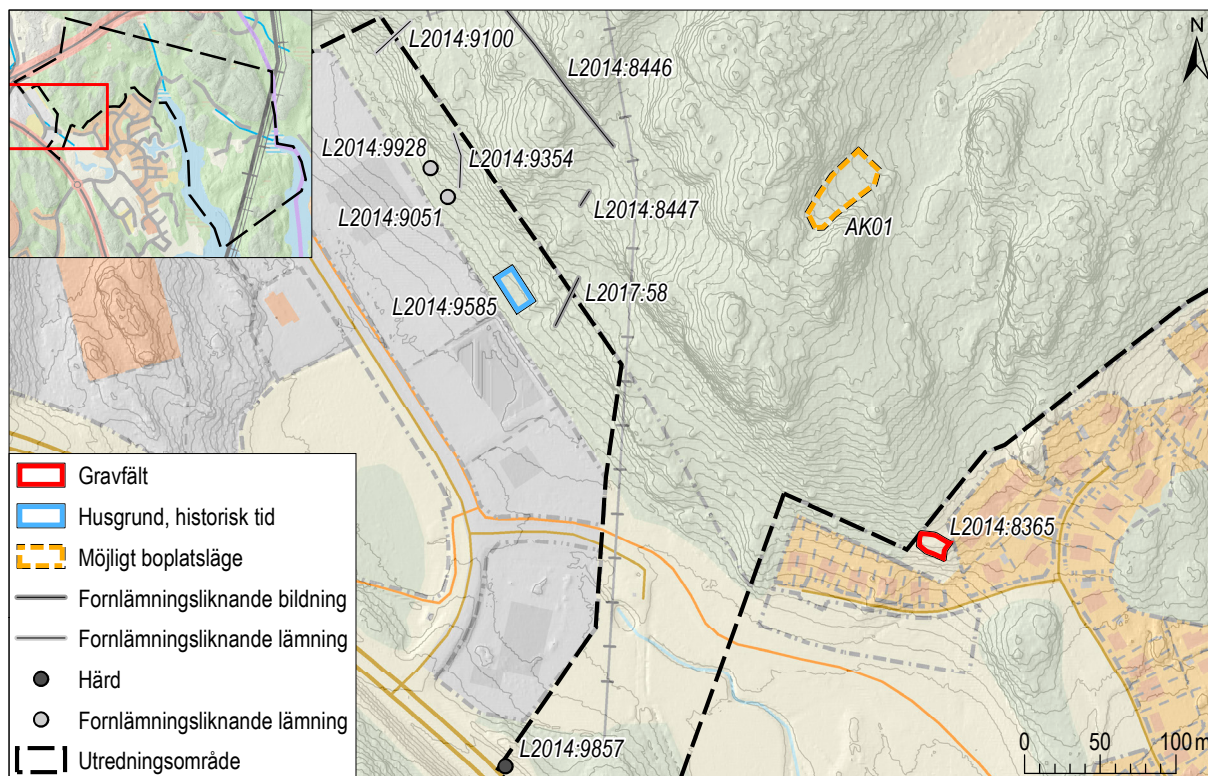 N
L2014:9100
L2014:8446
L2014:9928
L2014:9354
L2014:9051
L2014:8447
AK01
L2014:9585
L2017:58
L2014:8365
L2014:9857
Gravfält
Husgrund, historisk tid
Möjligt boplatsläge
Fornlämningsliknande bildning
Fornlämningsliknande lämning
Härd
Fornlämningsliknande lämning
Utredningsområde
0 50 100 m